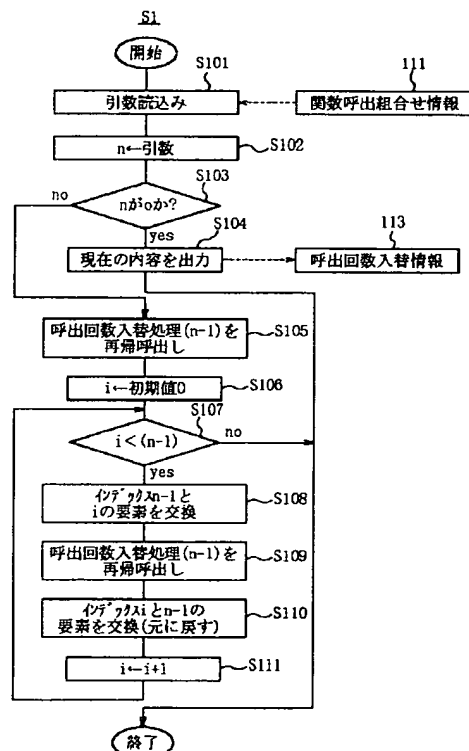 S1
開始
S101
111
引数読込み
関数呼出組合せ情報
n←引数
S102
S103
no
nがoか?
yes
S104
113
現在の内容を出力
呼出回数入替情報
呼出回数入替処理(n-1)を
再帰呼出し
S105
i←初期値0
S106
S107
i<(n-1)
no
yes
インデックスn-1と
iの要素を交換
S108
呼出回数入替処理(n-1)を
再帰呼出し
S109
インデックスiとn-1の
要素を交換(元に戻す)
S110
i←i+1
S111
終了